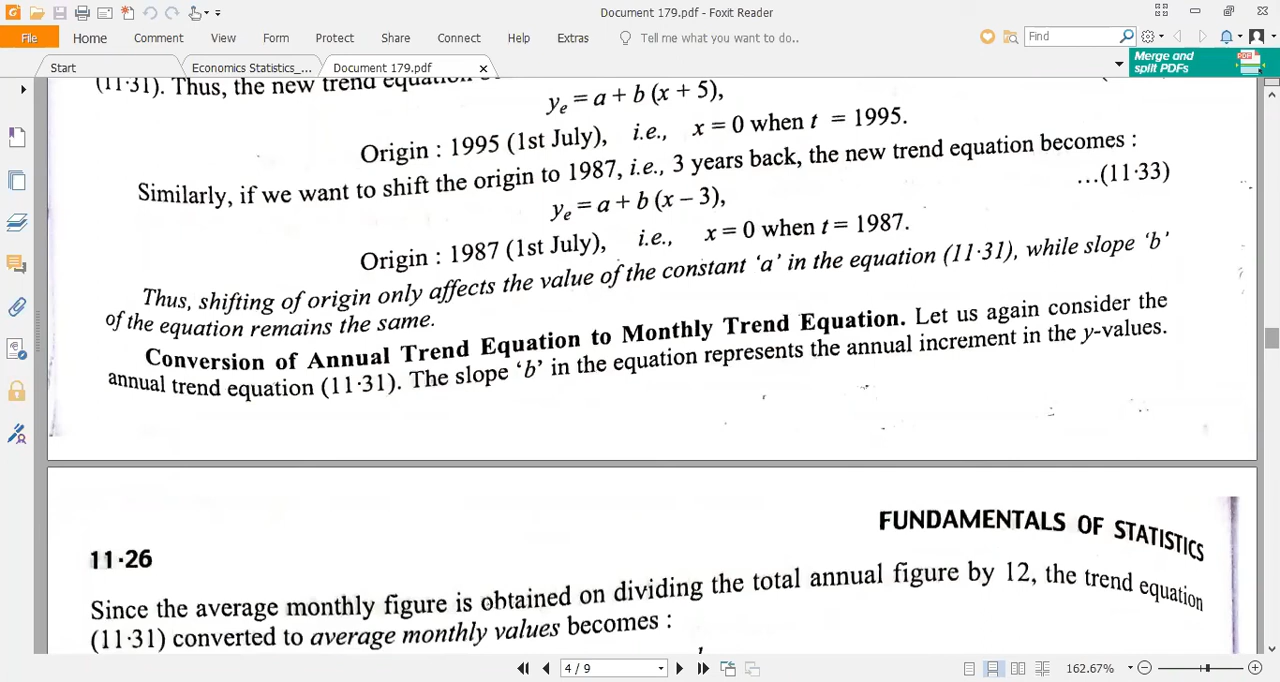 Document 179.pdf - Foxit Reader
File Home Comment View Form Protect Share Connect Help Extras Tell me what you want to do.. Find
Start Economics Statistics_... Document 179.pdf
Merge and split PDFs
(11·31). Thus, the new trend equation
yₑ = a + b (x + 5),
Origin : 1995 (1st July), i.e., x = 0 when t = 1995.
Similarly, if we want to shift the origin to 1987, i.e., 3 years back, the new trend equation becomes :
yₑ = a + b (x – 3), ...(11·33)
Origin : 1987 (1st July), i.e., x = 0 when t = 1987.
Thus, shifting of origin only affects the value of the constant ‘a’ in the equation (11·31), while slope ‘b’
of the equation remains the same.
Conversion of Annual Trend Equation to Monthly Trend Equation. Let us again consider the
annual trend equation (11·31). The slope ‘b’ in the equation represents the annual increment in the y-values.
FUNDAMENTALS OF STATISTICS
11·26
Since the average monthly figure is obtained on dividing the total annual figure by 12, the trend equation
(11·31) converted to average monthly values becomes :
4 / 9 162.67%